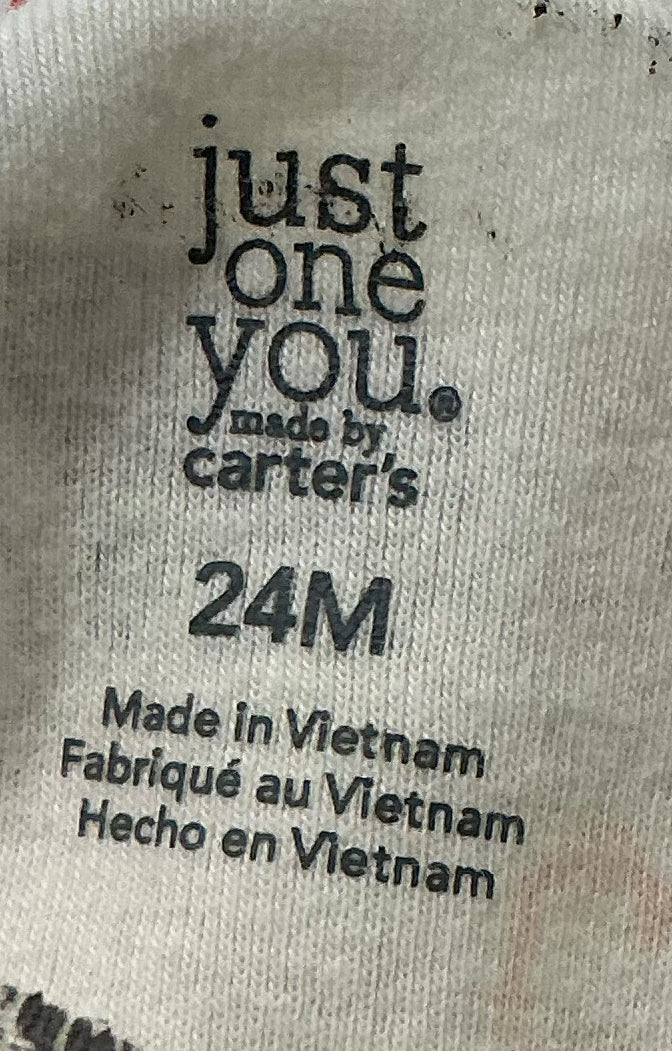 just
one
you.®
made by
carter's
24M
Made in Vietnam
Fabriqué au Vietnam
Hecho en Vietnam